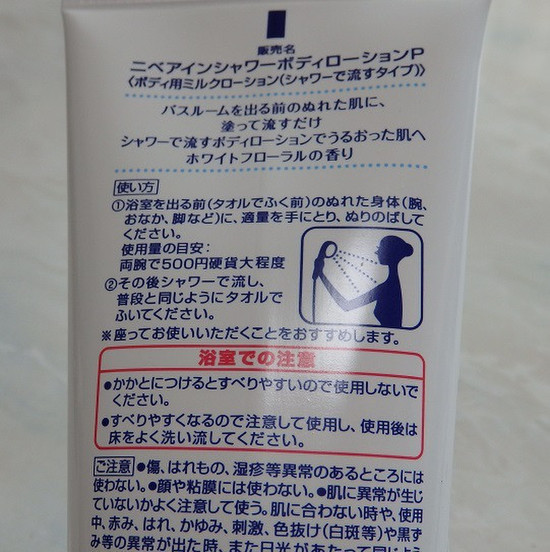 販売名
ニベアインシャワーボディローションP
〈ボディ用ミルクローション(シャワーで流すタイプ)〉
バスルームを出る前のぬれた肌に、
塗って流すだけ
シャワーで流すボディローションでうるおった肌へ
ホワイトフローラルの香り
使い方
①浴室を出る前(タオルでふく前)のぬれた身体(腕、
おなか、脚など)に、適量を手にとり、ぬりのばして
ください。
使用量の目安:
両腕で500円硬貨大程度
②その後シャワーで流し、
普段と同じようにタオルで
ふいてください。
※座ってお使いいただくことをおすすめします。
浴室での注意
●かかとにつけるとすべりやすいので使用しないで
ください。
●すべりやすくなるので注意して使用し、使用後は
床をよく洗い流してください。
ご注意 ●傷、はれもの、湿疹等異常のあるところには
使わない。●顔や粘膜には使わない。●肌に異常が生じ
ていないかよく注意して使う。肌に合わない時や、使用
中、赤み、はれ、かゆみ、刺激、色抜け(白斑等)や黒ず
み等の異常が出た時、また日光があたって同じよう